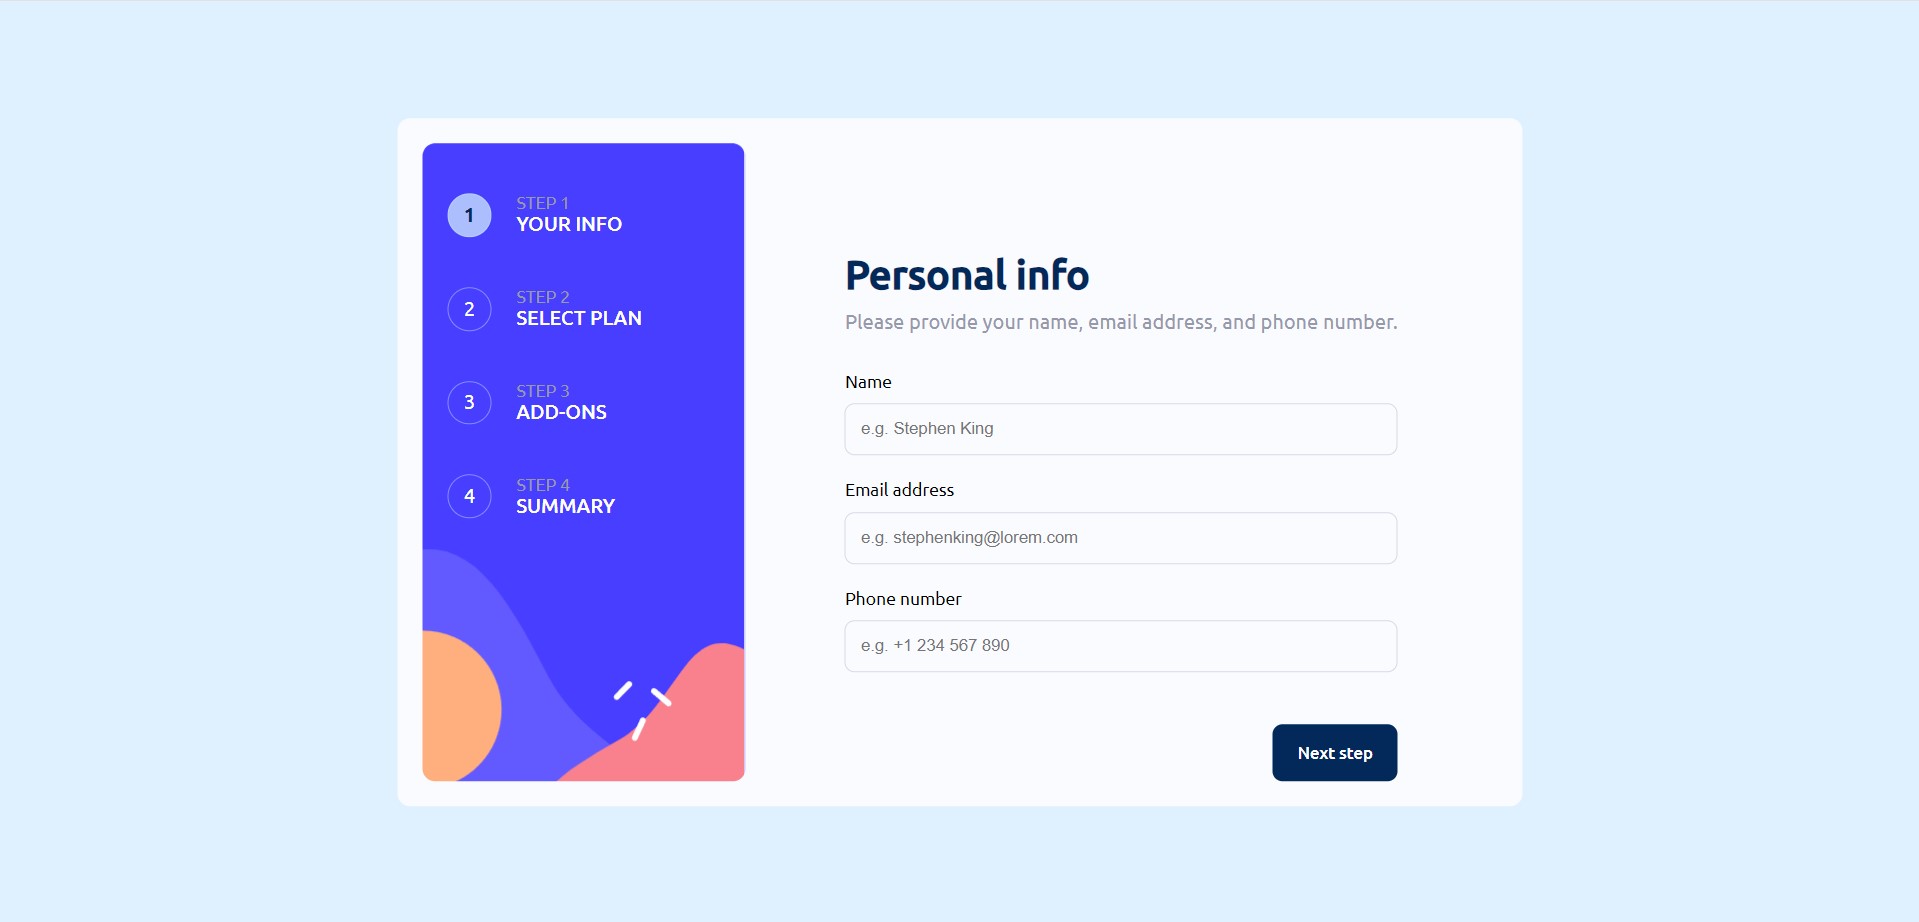 1
STEP 1
YOUR INFO
2
STEP 2
SELECT PLAN
3
STEP 3
ADD-ONS
4
STEP 4
SUMMARY
Personal info
Please provide your name, email address, and phone number.
Name
e.g. Stephen King
Email address
e.g. stephenking@lorem.com
Phone number
e.g. +1 234 567 890
Next step